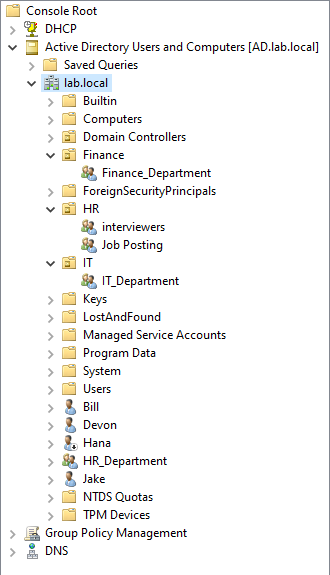 Console Root
DHCP
Active Directory Users and Computers [AD.lab.local]
Saved Queries
lab.local
Builtin
Computers
Domain Controllers
Finance
Finance_Department
ForeignSecurityPrincipals
HR
interviewers
Job Posting
IT
IT_Department
Keys
LostAndFound
Managed Service Accounts
Program Data
System
Users
Bill
Devon
Hana
HR_Department
Jake
NTDS Quotas
TPM Devices
Group Policy Management
DNS